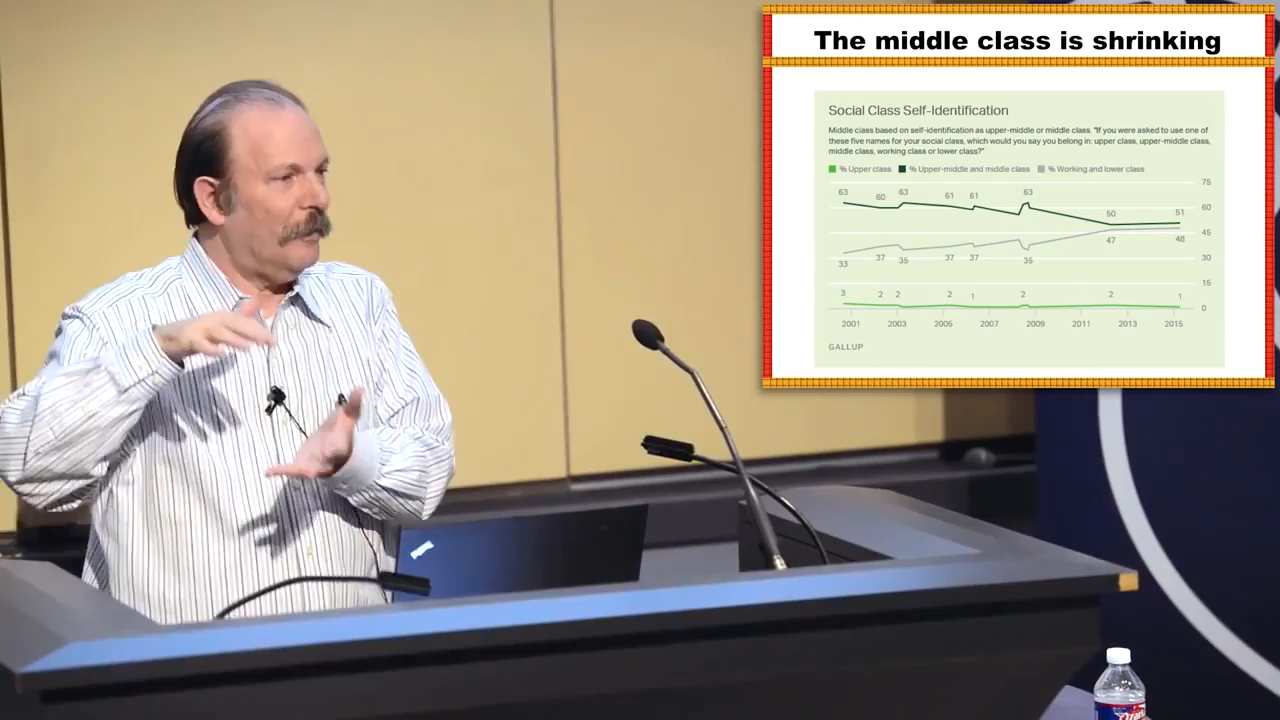 The middle class is shrinking
Social Class Self-Identification
Middle class based on self-identification as upper-middle or middle class. "If you were asked to use one of
these five names for your social class, which would you say you belong in: upper class, upper-middle class,
middle class, working class or lower class?"
% Upper class % Upper-middle and middle class % Working and lower class
75
63 60 63 61 61 63
60
50 51
45
33 37 35 37 37 35 47 48
30
15
3 2 2 2 1 2 2 1
0
2001 2003 2005 2007 2009 2011 2013 2015
GALLUP